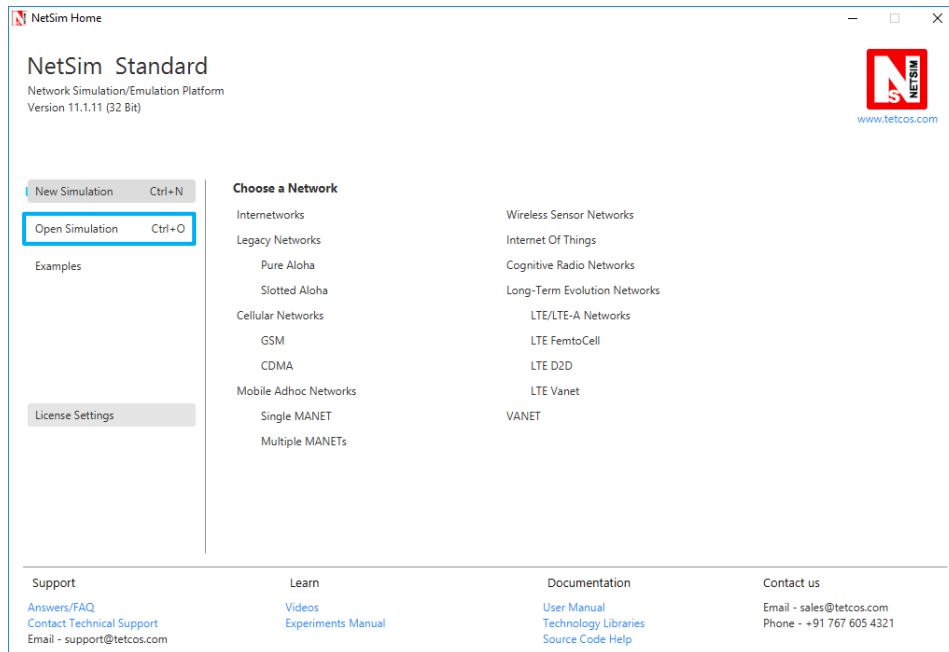 NetSim Home
NetSim Standard
Network Simulation/Emulation Platform
Version 11.1.11 (32 Bit)
NS NETSIM
www.tetcos.com
New Simulation Ctrl+N
Open Simulation Ctrl+O
Examples
License Settings
Choose a Network
Internetworks
Legacy Networks
Pure Aloha
Slotted Aloha
Cellular Networks
GSM
CDMA
Mobile Adhoc Networks
Single MANET
Multiple MANETs
Wireless Sensor Networks
Internet Of Things
Cognitive Radio Networks
Long-Term Evolution Networks
LTE/LTE-A Networks
LTE FemtoCell
LTE D2D
LTE Vanet
VANET
Support
Answers/FAQ
Contact Technical Support
Email - support@tetcos.com
Learn
Videos
Experiments Manual
Documentation
User Manual
Technology Libraries
Source Code Help
Contact us
Email - sales@tetcos.com
Phone - +91 767 605 4321